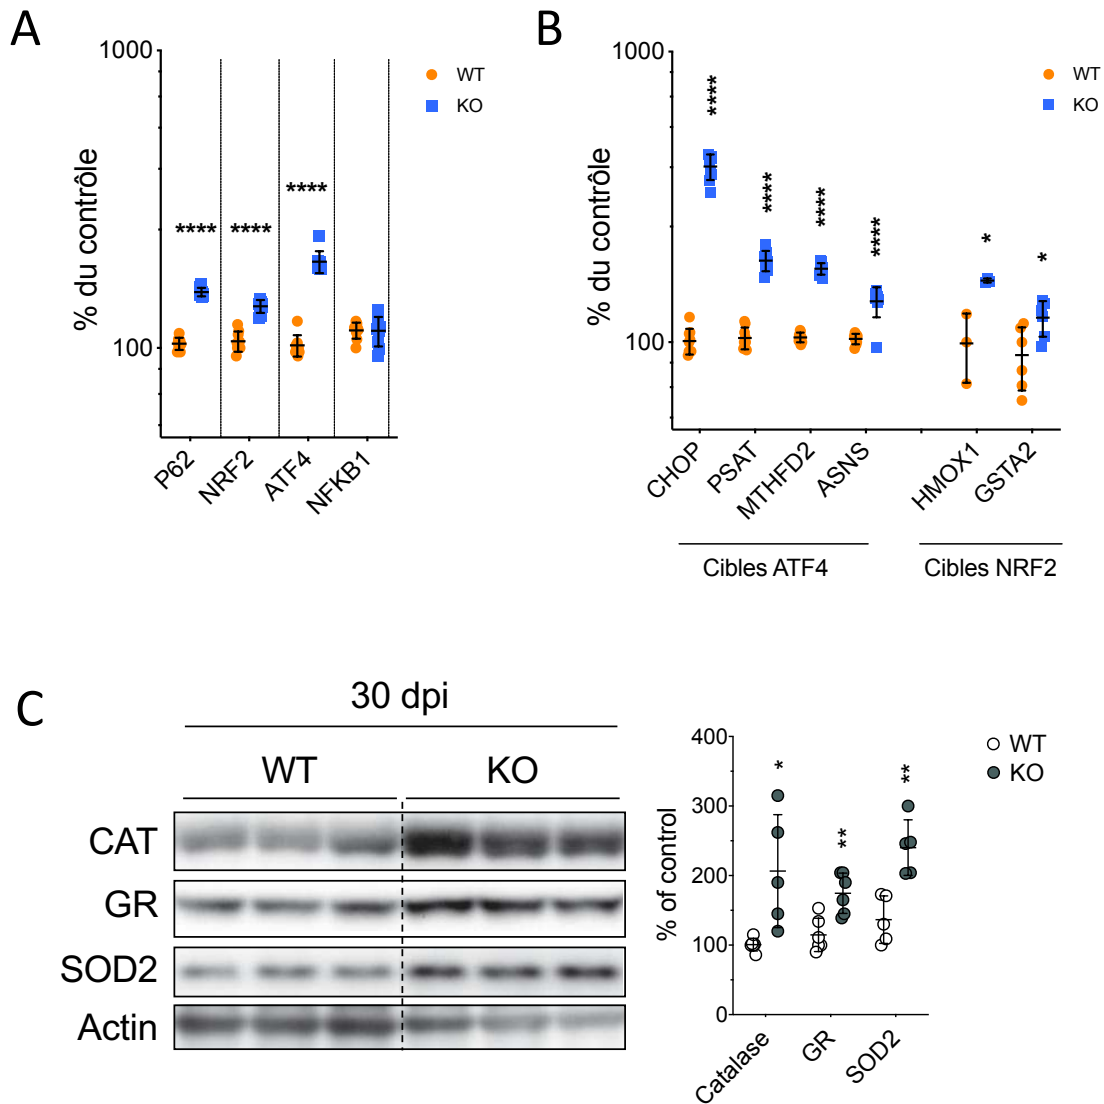 A
1000
100
% du contrôle
WT
KO
**** **** ****
P62 NRF2 ATF4 NFKB1
B
1000
100
% du contrôle
WT
KO
**** **** **** **** * *
CHOP PSAT MTHFD2 ASNS HMOX1 GSTA2
Cibles ATF4 Cibles NRF2
C
30 dpi
WT KO
CAT
GR
SOD2
Actin
400
300
200
100
0
% of control
WT
KO
* ** **
Catalase GR SOD2